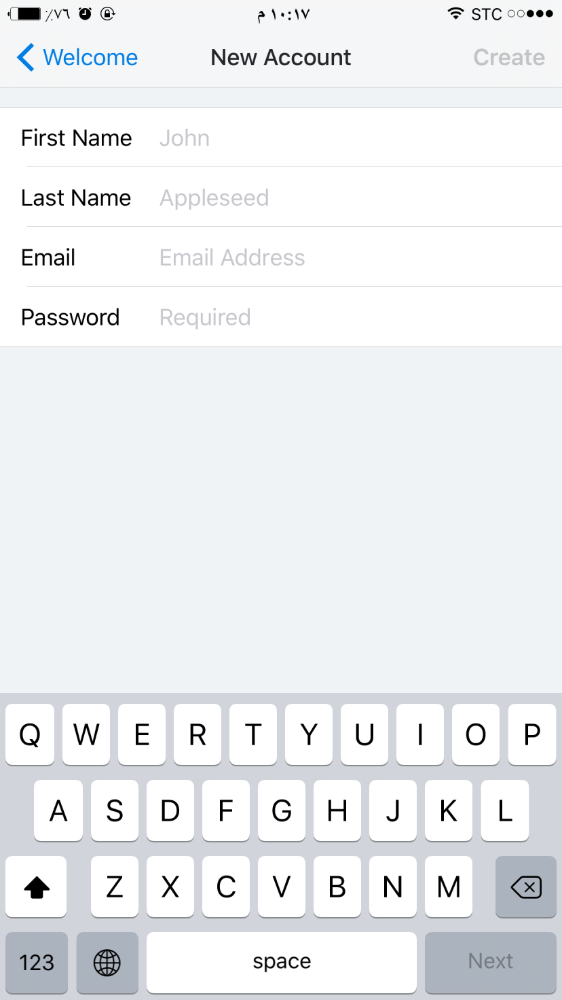 ٪٧٦ ١٠:١٧ م STC
Welcome New Account Create
First Name John
Last Name Appleseed
Email Email Address
Password Required
Q W E R T Y U I O P
A S D F G H J K L
Z X C V B N M
123 space Next